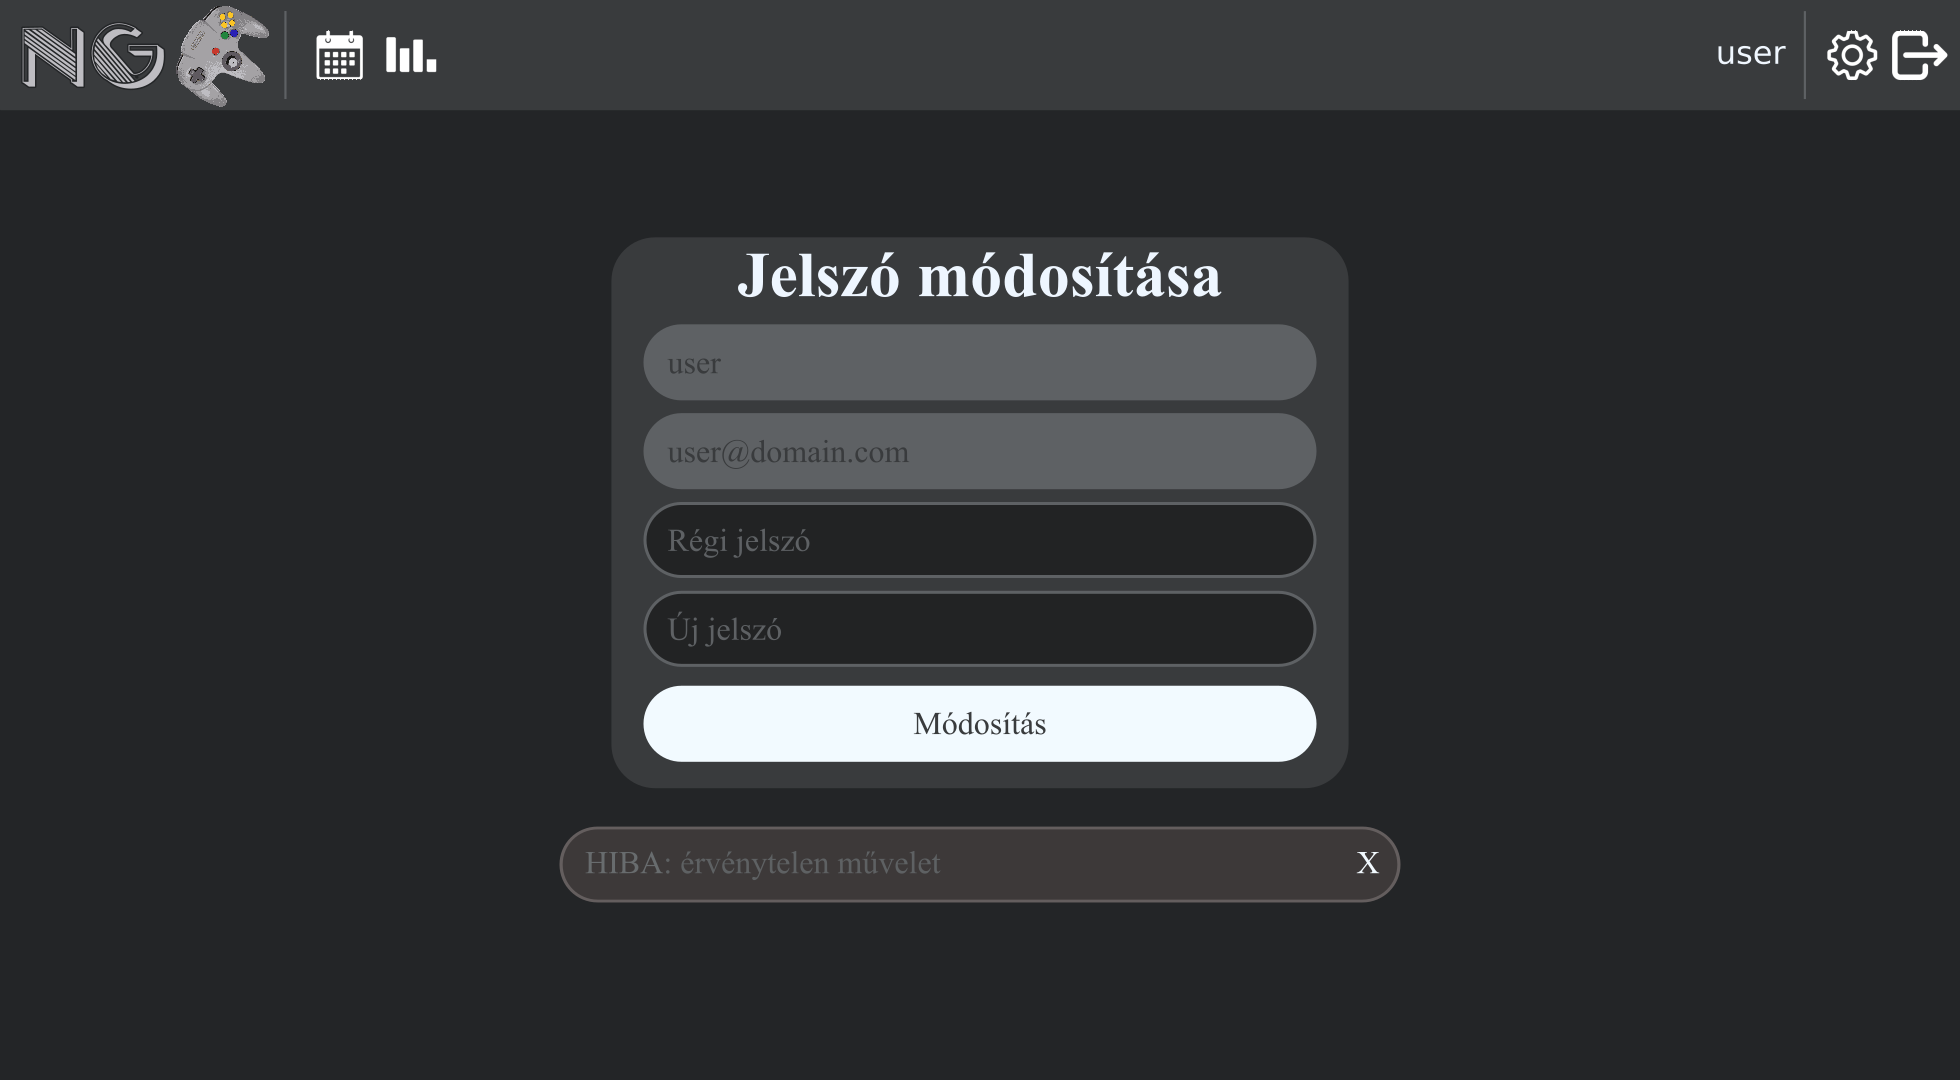 NG
user
Jelszó módosítása
user
user@domain.com
Régi jelszó
Új jelszó
Módosítás
HIBA: érvénytelen művelet X